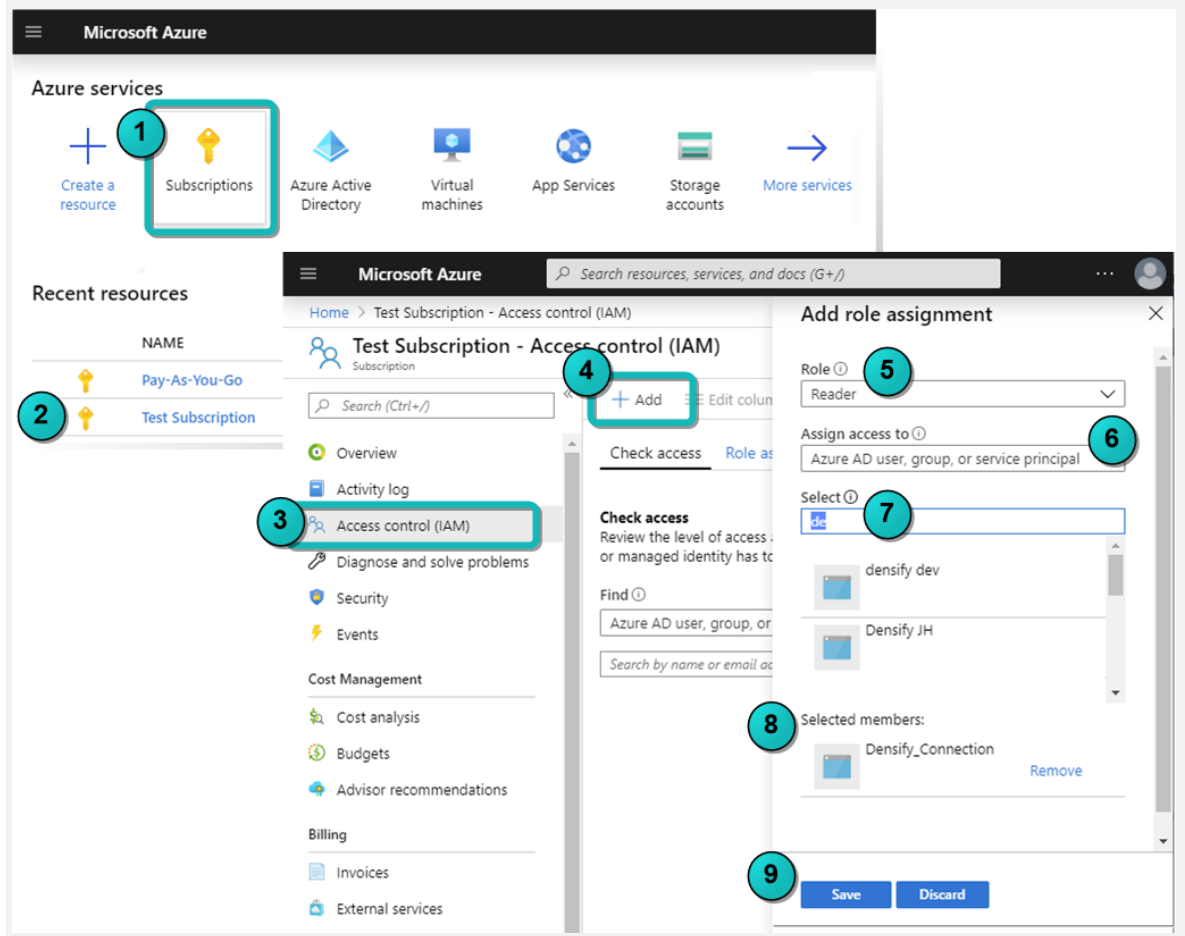 Microsoft Azure
Azure services
1
Create a
resource
Subscriptions
Azure Active
Directory
Virtual
machines
App Services
Storage
accounts
More services
Recent resources
NAME
Pay-As-You-Go
2
Test Subscription
Microsoft Azure
Search resources, services, and docs (G+/)
...
Home > Test Subscription - Access control (IAM)
Test Subscription - Access control (IAM)
Subscription
«
Search (Ctrl+/)
Overview
Activity log
3
Access control (IAM)
Diagnose and solve problems
Security
Events
Cost Management
Cost analysis
Budgets
Advisor recommendations
Billing
Invoices
External services
4
+ Add
Edit colum
Check access
Role as
Check access
Review the level of access
or managed identity has to
Find
Azure AD user, group, or
Search by name or email ad
Add role assignment
Role
5
Reader
Assign access to
6
Azure AD user, group, or service principal
Select
7
de
densify dev
Densify JH
8
Selected members:
Densify_Connection
Remove
9
Save
Discard